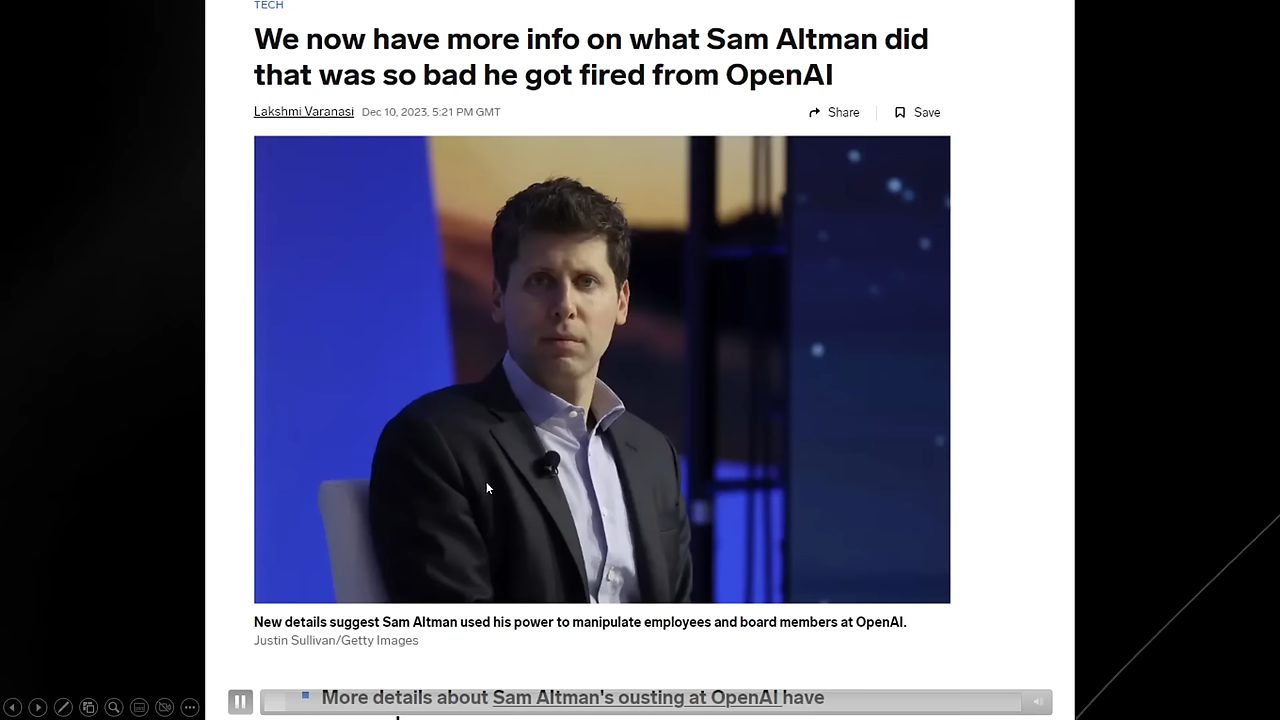 TECH
We now have more info on what Sam Altman did
that was so bad he got fired from OpenAI
Lakshmi Varanasi Dec 10, 2023, 5:21 PM GMT
Share
Save
New details suggest Sam Altman used his power to manipulate employees and board members at OpenAI.
Justin Sullivan/Getty Images
More details about Sam Altman's ousting at OpenAI have